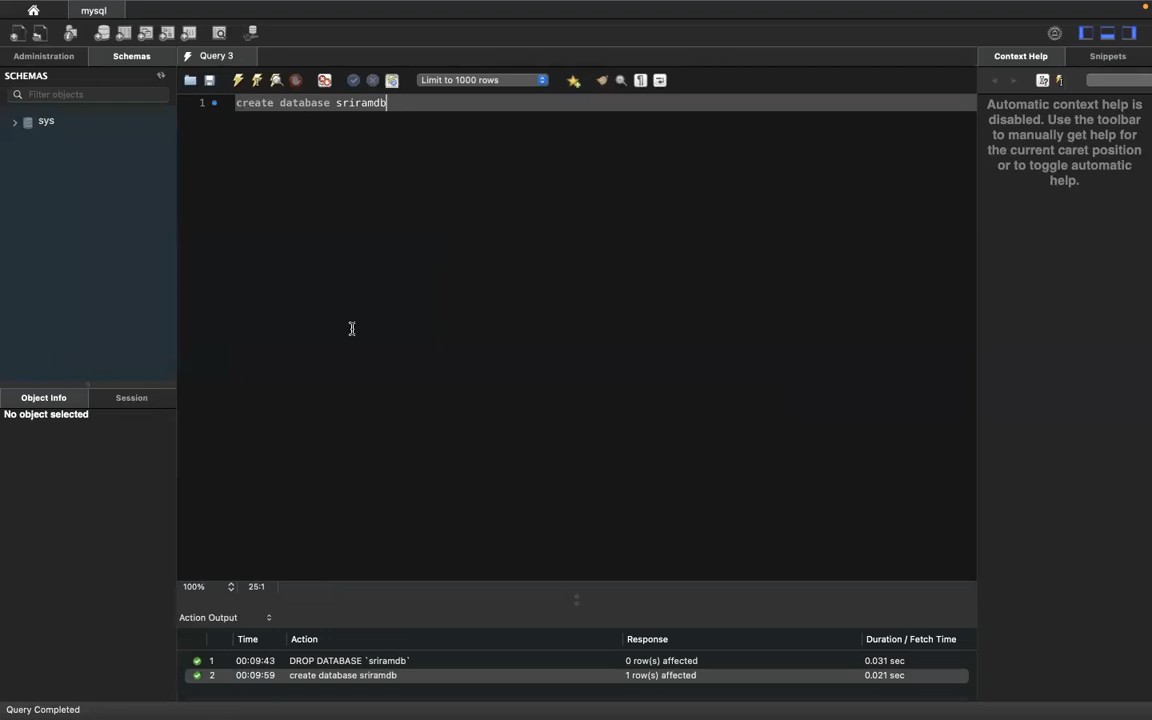 mysql
Administration
Schemas
Query 3
Context Help
Snippets
SCHEMAS
Filter objects
sys
Limit to 1000 rows
1
create database sriramdb
Automatic context help is
disabled. Use the toolbar
to manually get help for
the current caret position
or to toggle automatic
help.
Object Info
Session
No object selected
100%
25:1
Action Output
Time
Action
Response
Duration / Fetch Time
1
00:09:43
DROP DATABASE `sriramdb`
0 row(s) affected
0.031 sec
2
00:09:59
create database sriramdb
1 row(s) affected
0.021 sec
Query Completed